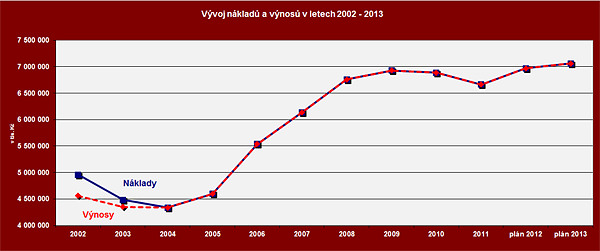 Vývoj nákladů a výnosů v letech 2002 - 2013
7 500 000
7 000 000
6 500 000
6 000 000
5 500 000
5 000 000
4 500 000
4 000 000
v tis. Kč
Náklady
Výnosy
2002 2003 2004 2005 2006 2007 2008 2009 2010 2011 plán 2012 plán 2013